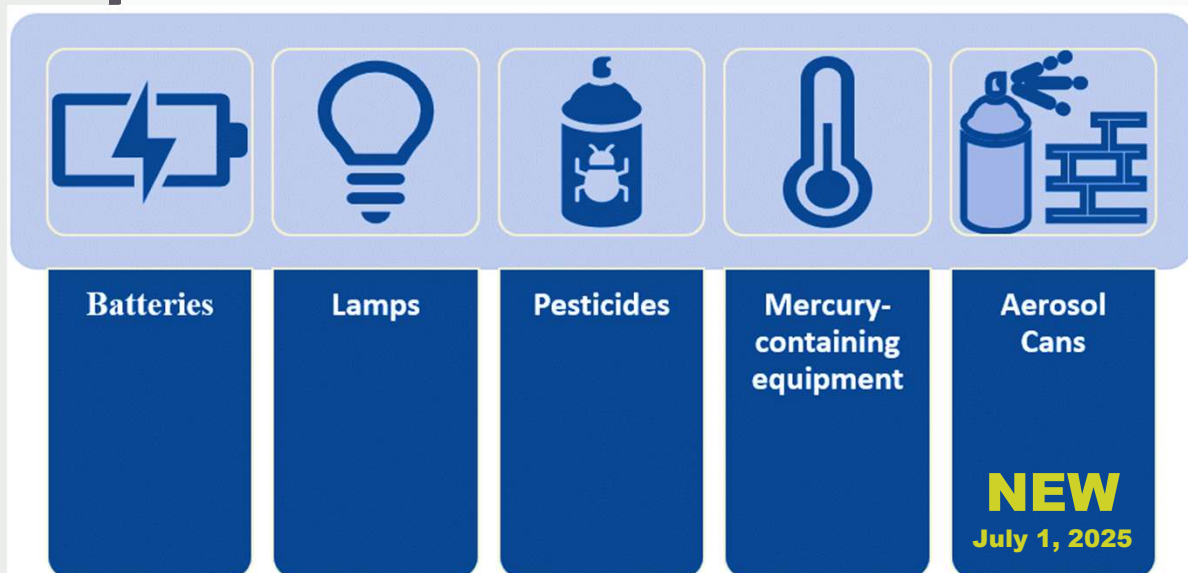 Batteries
Lamps
Pesticides
Mercury-
containing
equipment
Aerosol
Cans
NEW
July 1, 2025